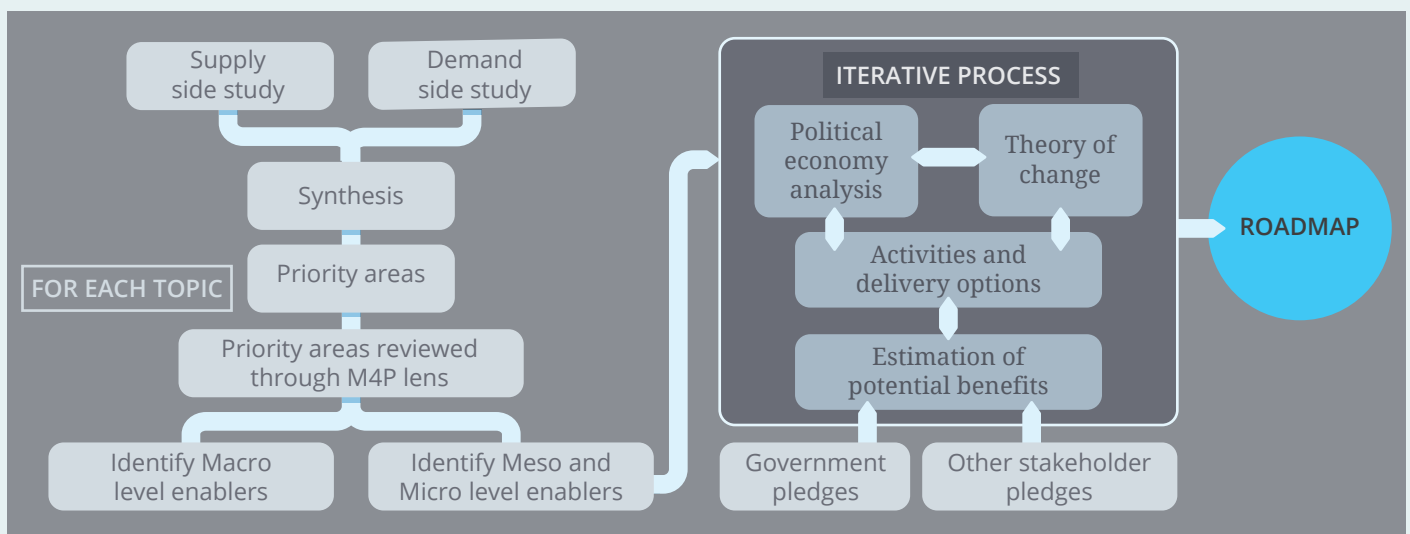 Supply
side study
Demand
side study
Synthesis
Priority areas
FOR EACH TOPIC
Priority areas reviewed
through M4P lens
Identify Macro
level enablers
Identify Meso and
Micro level enablers
ITERATIVE PROCESS
Political
economy
analysis
Theory of
change
Activities and
delivery options
Estimation of
potential benefits
Government
pledges
Other stakeholder
pledges
ROADMAP